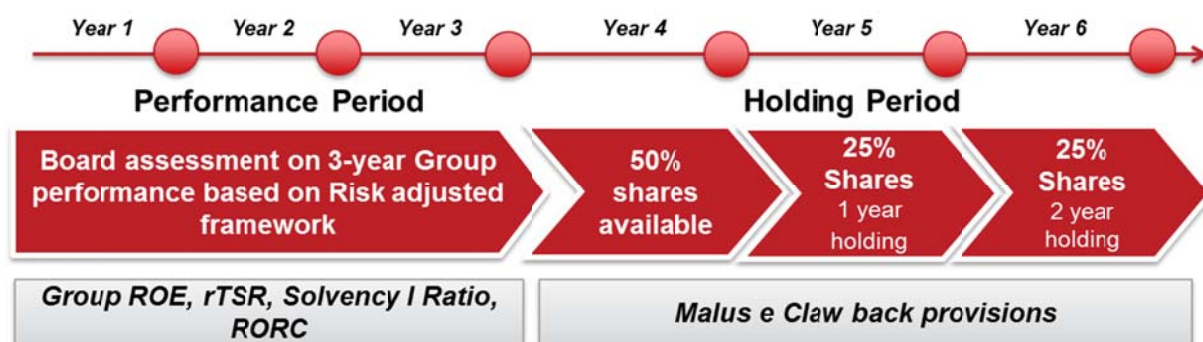 Year 1 Year 2 Year 3 Year 4 Year 5 Year 6
Performance Period Holding Period
Board assessment on 3-year Group
performance based on Risk adjusted
framework
50%
shares
available
25%
Shares
1 year
holding
25%
Shares
2 year
holding
Group ROE, rTSR, Solvency I Ratio,
RORC
Malus e Claw back provisions